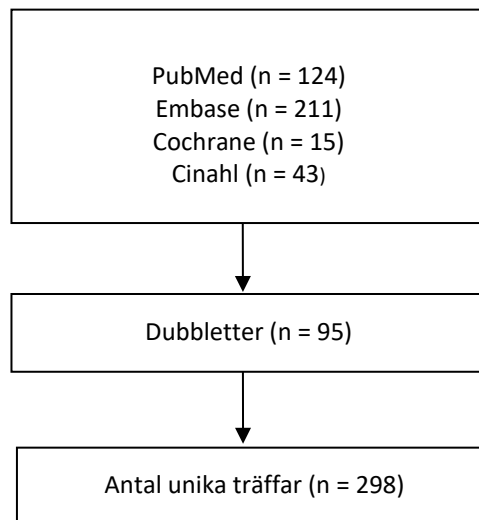 PubMed (n = 124)
Embase (n = 211)
Cochrane (n = 15)
Cinahl (n = 43)
Dubbletter (n = 95)
Antal unika träffar (n = 298)